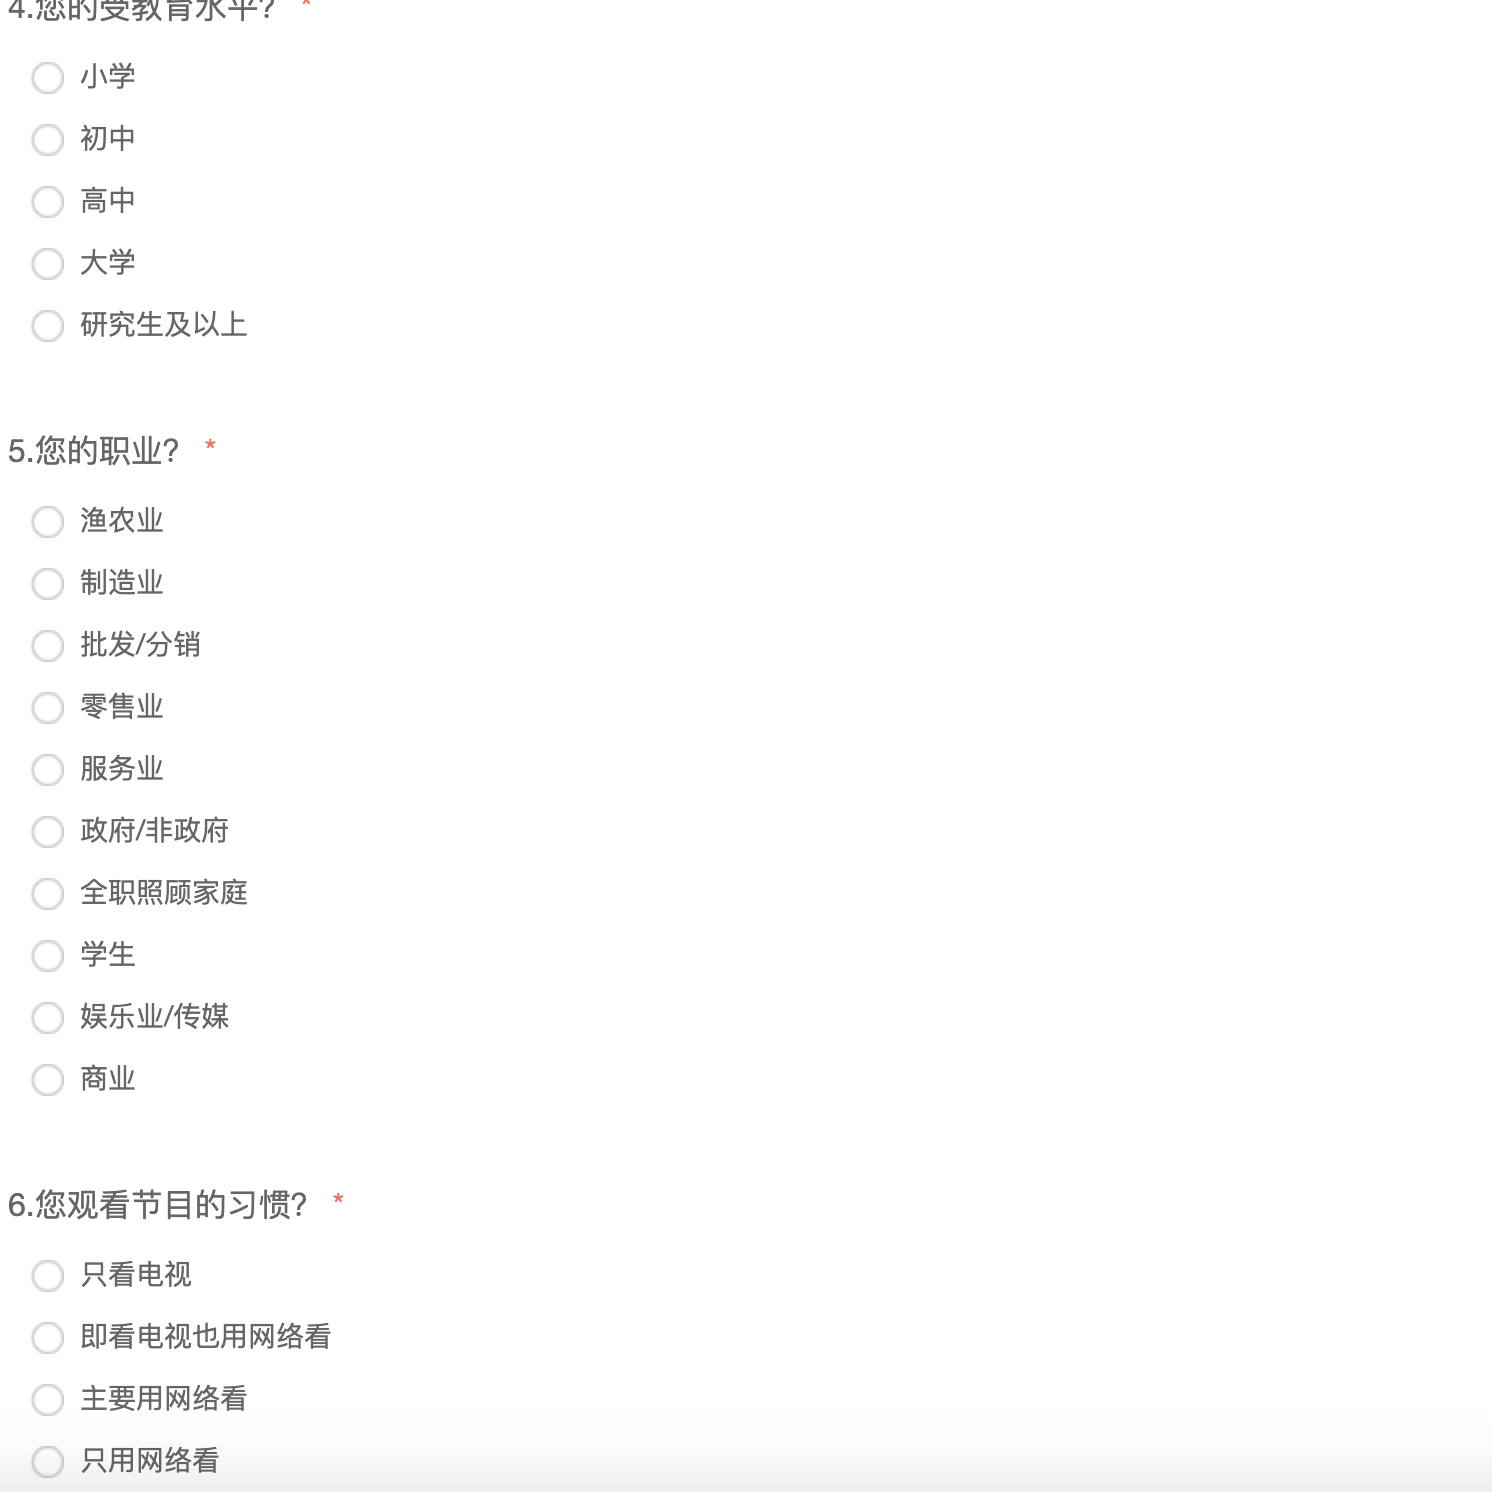 4.您的受教育水平? *
小学
初中
高中
大学
研究生及以上
5.您的职业? *
渔农业
制造业
批发/分销
零售业
服务业
政府/非政府
全职照顾家庭
学生
娱乐业/传媒
商业
6.您观看节目的习惯? *
只看电视
即看电视也用网络看
主要用网络看
只用网络看